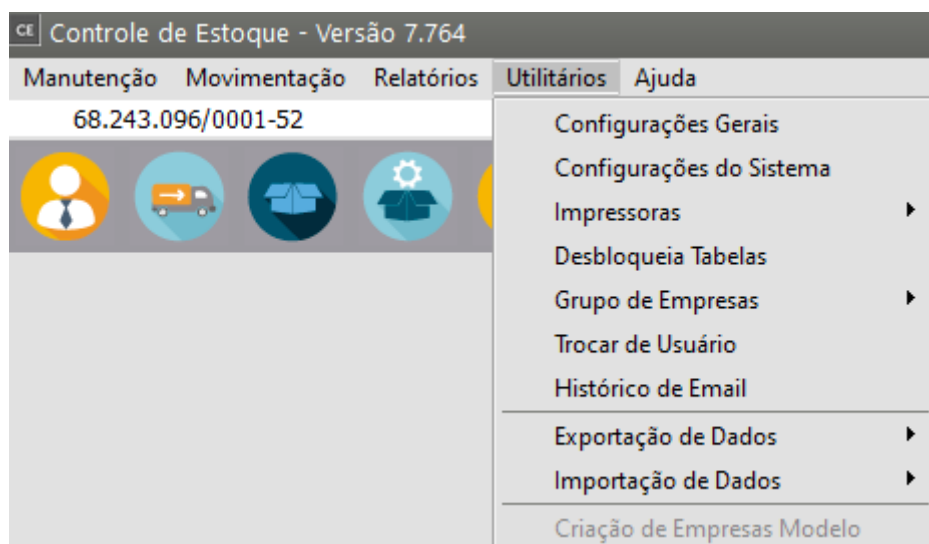 CE Controle de Estoque - Versão 7.764
Manutenção Movimentação Relatórios Utilitários Ajuda
68.243.096/0001-52
Configurações Gerais
Configurações do Sistema
Impressoras
Desbloqueia Tabelas
Grupo de Empresas
Trocar de Usuário
Histórico de Email
Exportação de Dados
Importação de Dados
Criação de Empresas Modelo